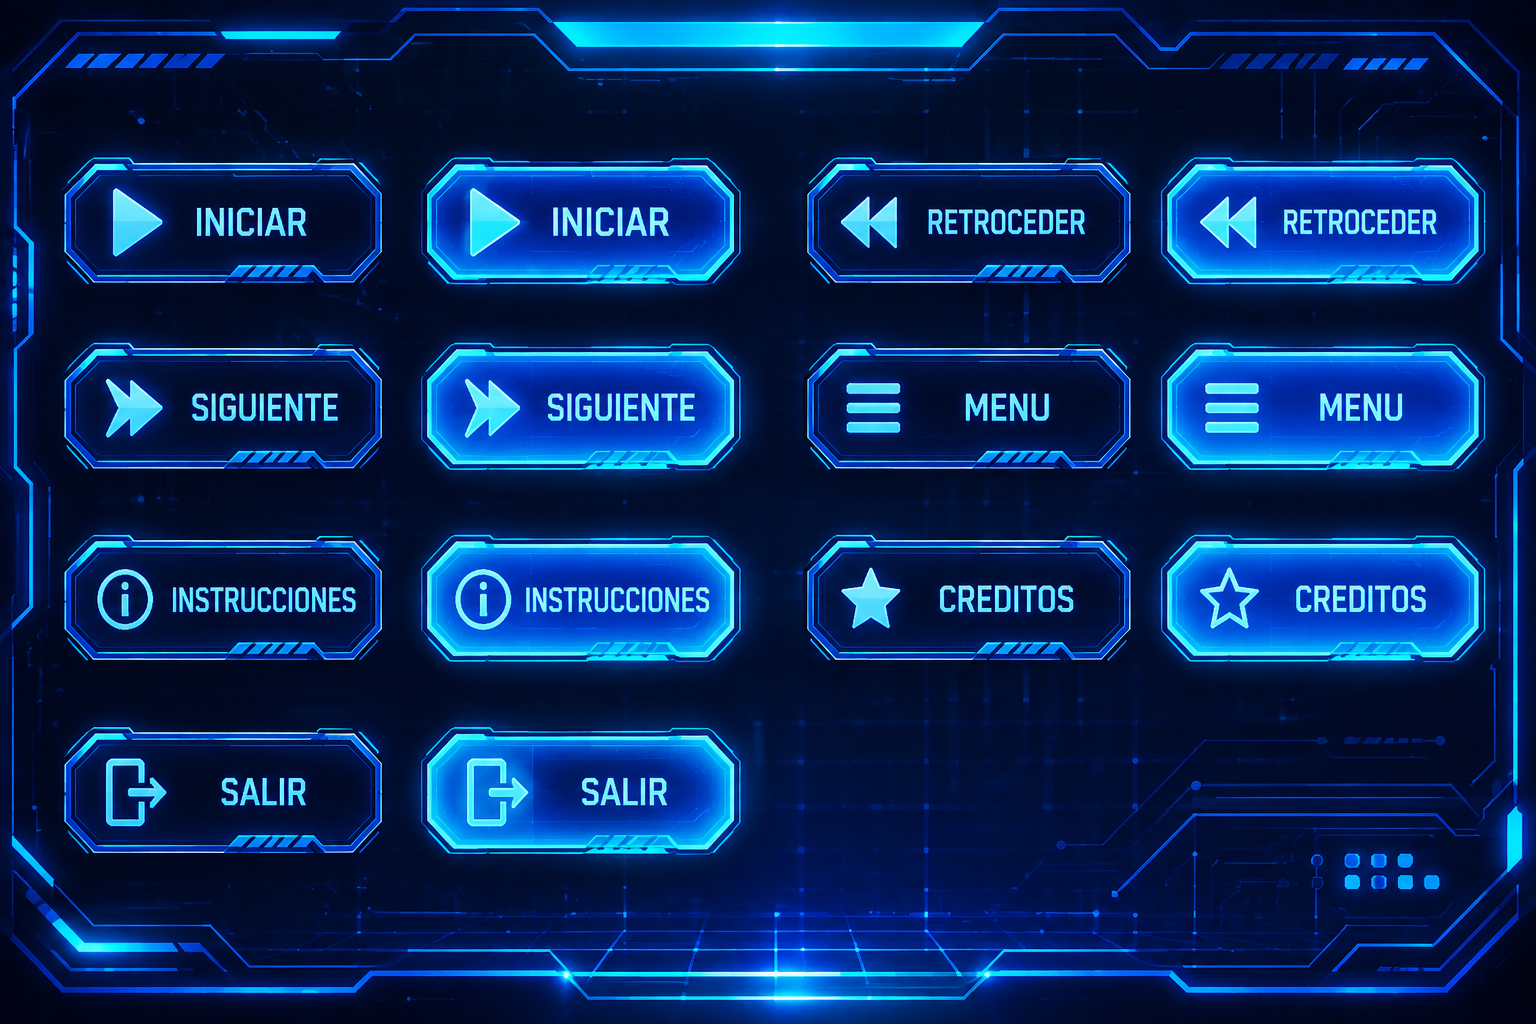 INICIAR
INICIAR
RETROCEDER
RETROCEDER
SIGUIENTE
SIGUIENTE
MENU
MENU
INSTRUCCIONES
INSTRUCCIONES
CREDITOS
CREDITOS
SALIR
SALIR